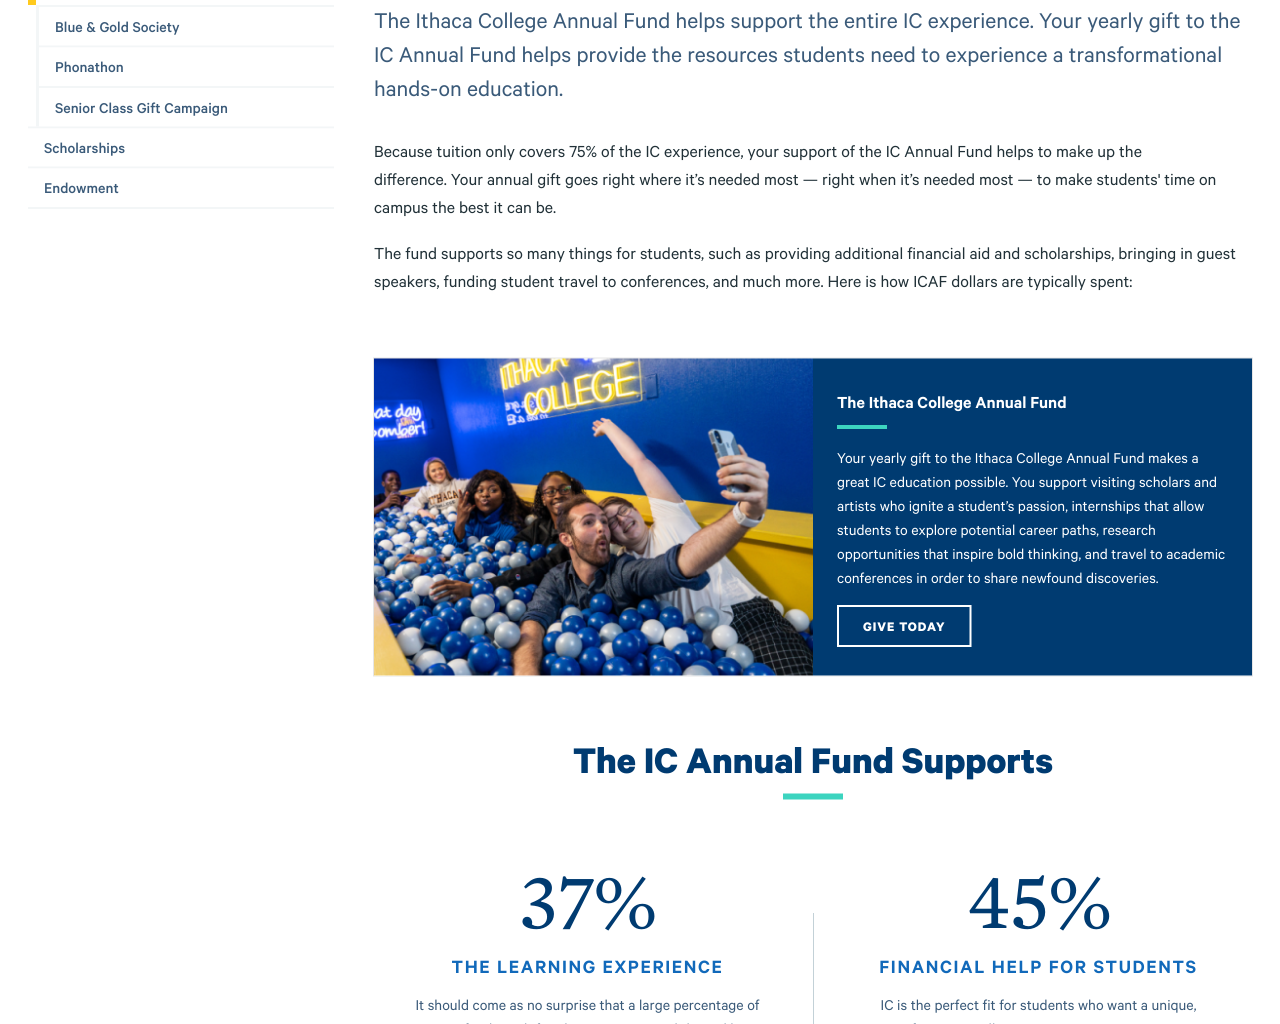 Blue & Gold Society
Phonathon
Senior Class Gift Campaign
Scholarships
Endowment
The Ithaca College Annual Fund helps support the entire IC experience. Your yearly gift to the
IC Annual Fund helps provide the resources students need to experience a transformational
hands-on education.
Because tuition only covers 75% of the IC experience, your support of the IC Annual Fund helps to make up the
difference. Your annual gift goes right where it’s needed most — right when it’s needed most — to make students' time on
campus the best it can be.
The fund supports so many things for students, such as providing additional financial aid and scholarships, bringing in guest
speakers, funding student travel to conferences, and much more. Here is how ICAF dollars are typically spent:
ITHACA
COLLEGE
at day
The Ithaca College Annual Fund
Your yearly gift to the Ithaca College Annual Fund makes a
great IC education possible. You support visiting scholars and
artists who ignite a student’s passion, internships that allow
students to explore potential career paths, research
opportunities that inspire bold thinking, and travel to academic
conferences in order to share newfound discoveries.
GIVE TODAY
The IC Annual Fund Supports
37%
THE LEARNING EXPERIENCE
It should come as no surprise that a large percentage of
45%
FINANCIAL HELP FOR STUDENTS
IC is the perfect fit for students who want a unique,